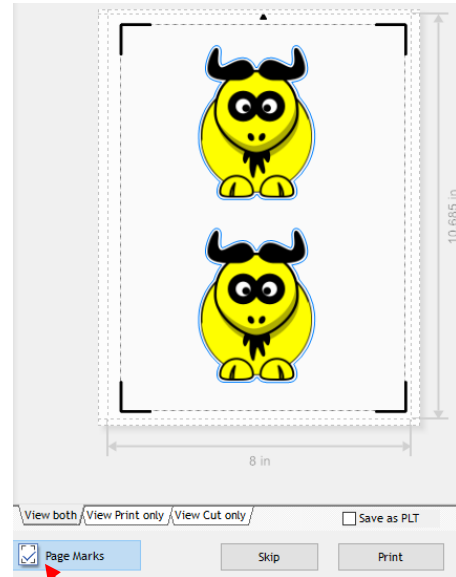 10.685 in
8 in
View both View Print only View Cut only
Save as PLT
Page Marks
Skip
Print